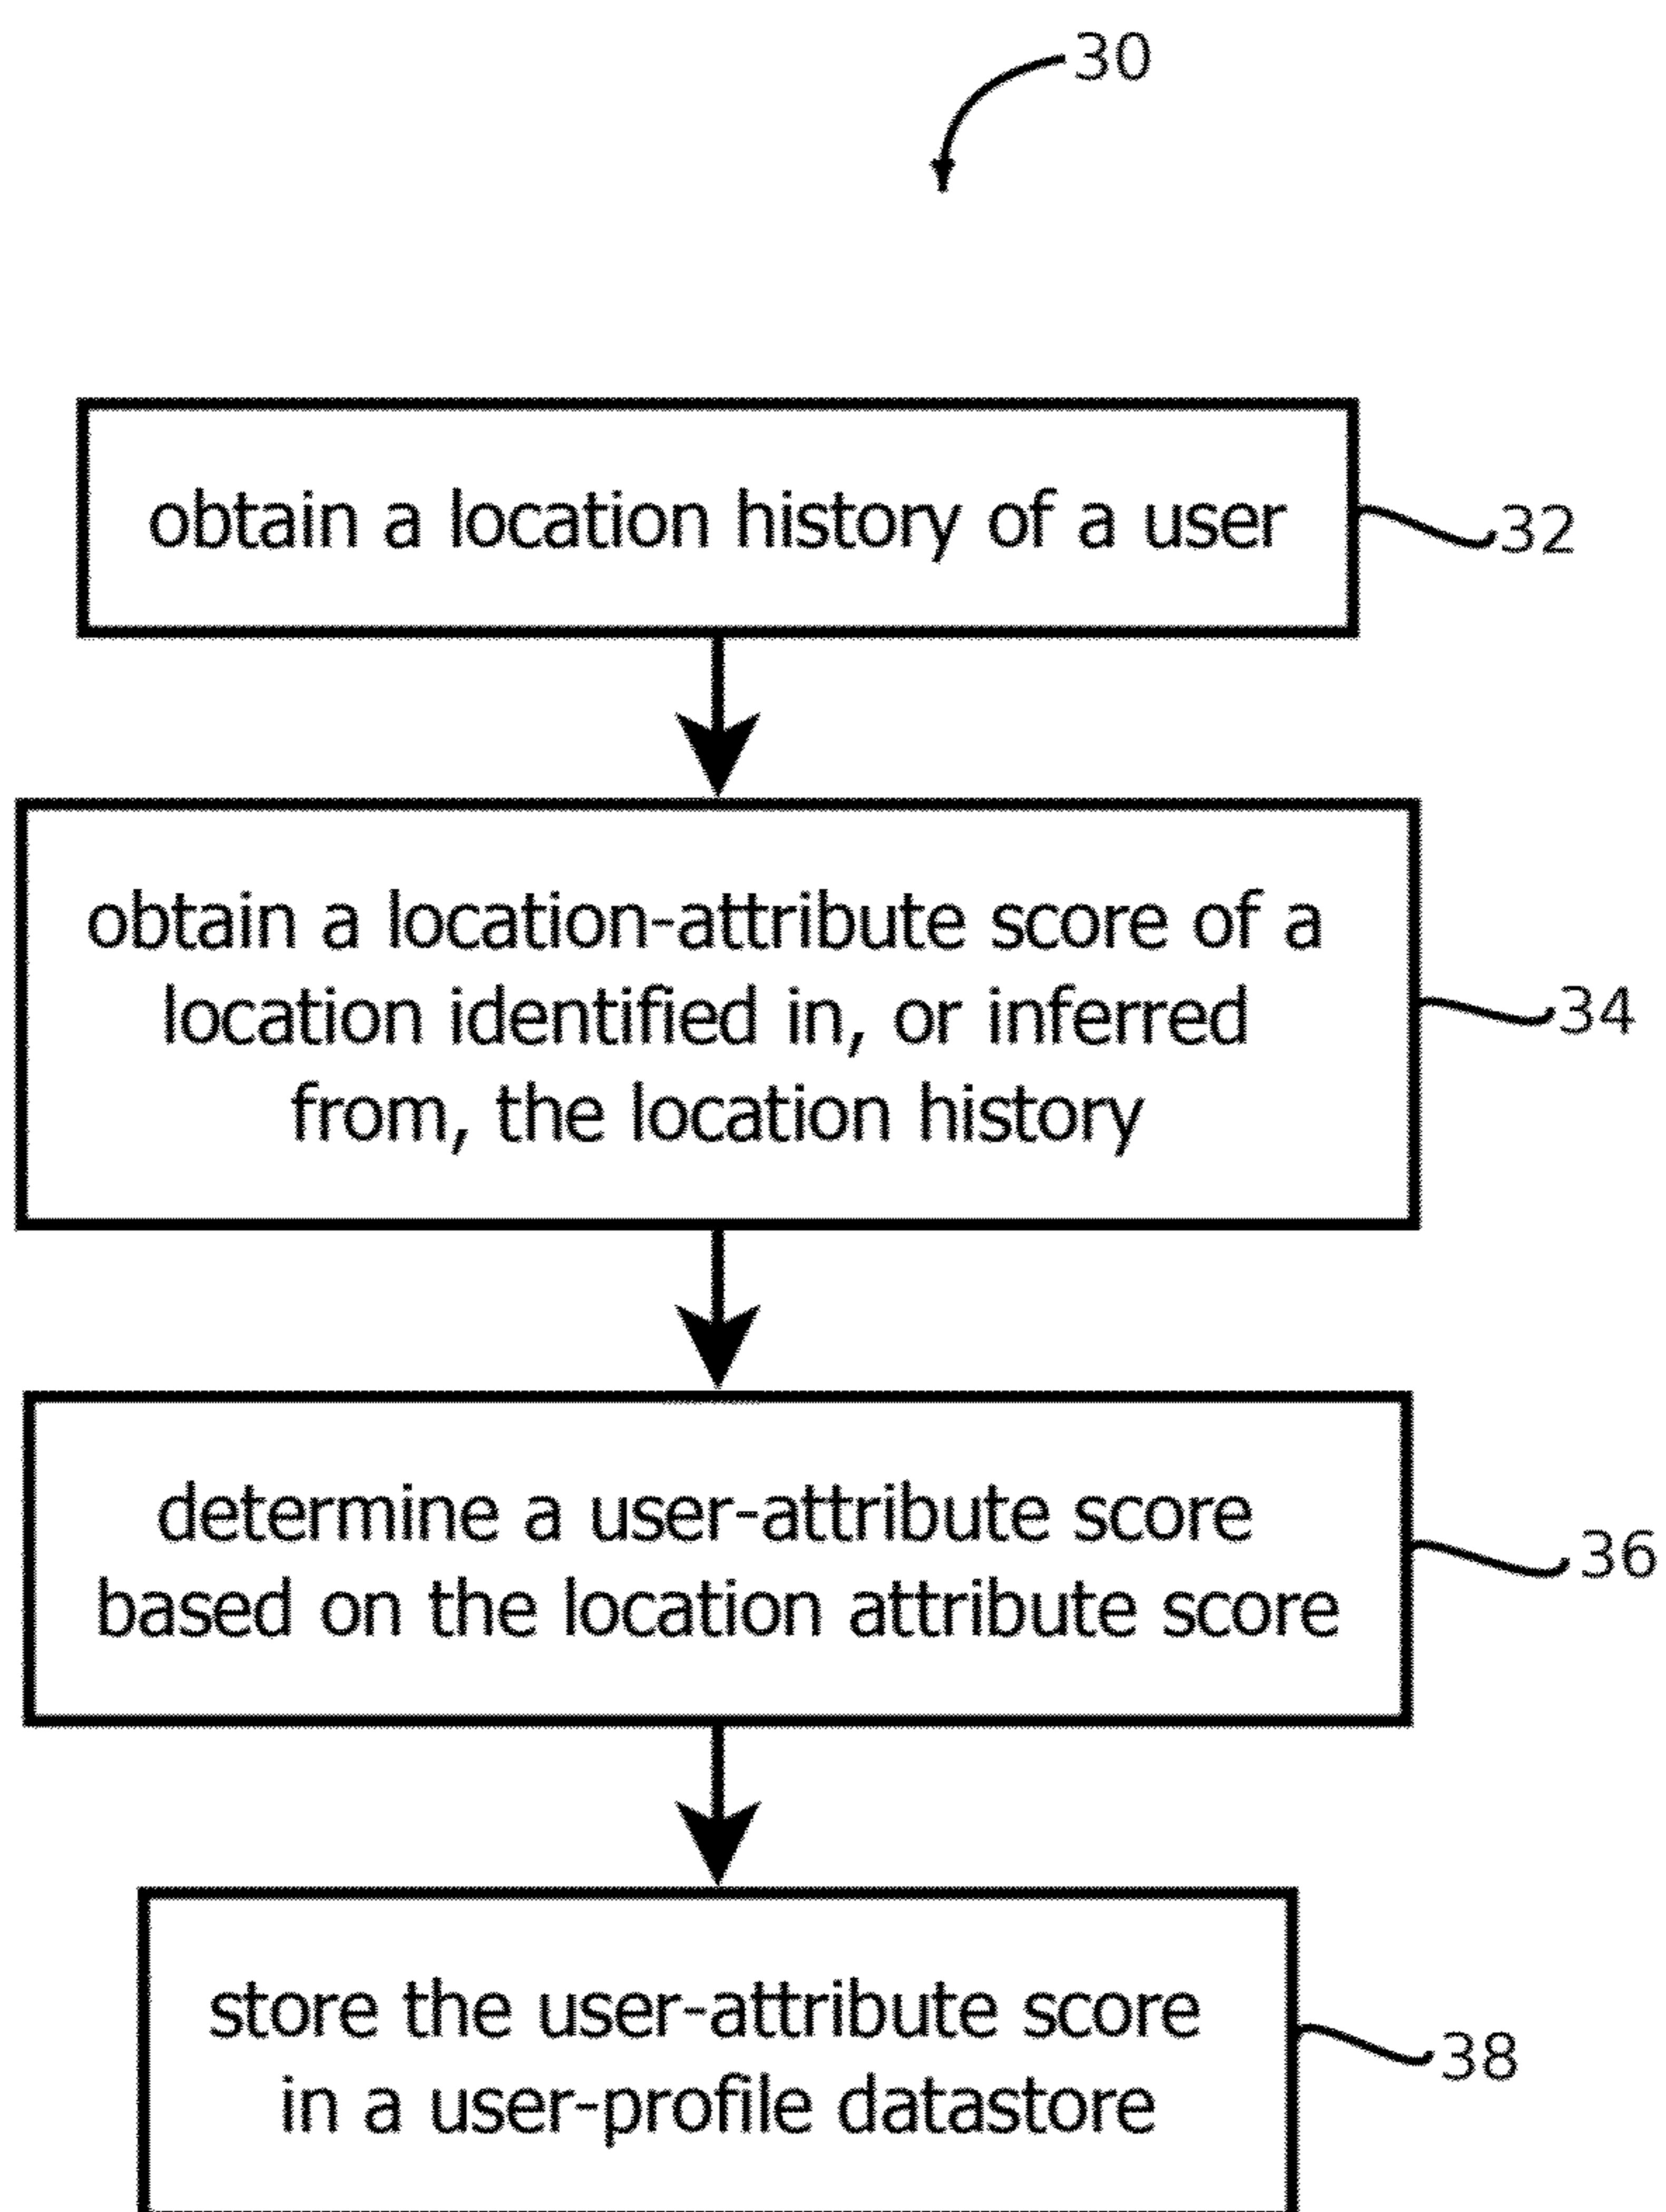 30
obtain a location history of a user
32
obtain a location-attribute score of a
location identified in, or inferred
from, the location history
34
determine a user-attribute score
based on the location attribute score
36
store the user-attribute score
in a user-profile datastore
38